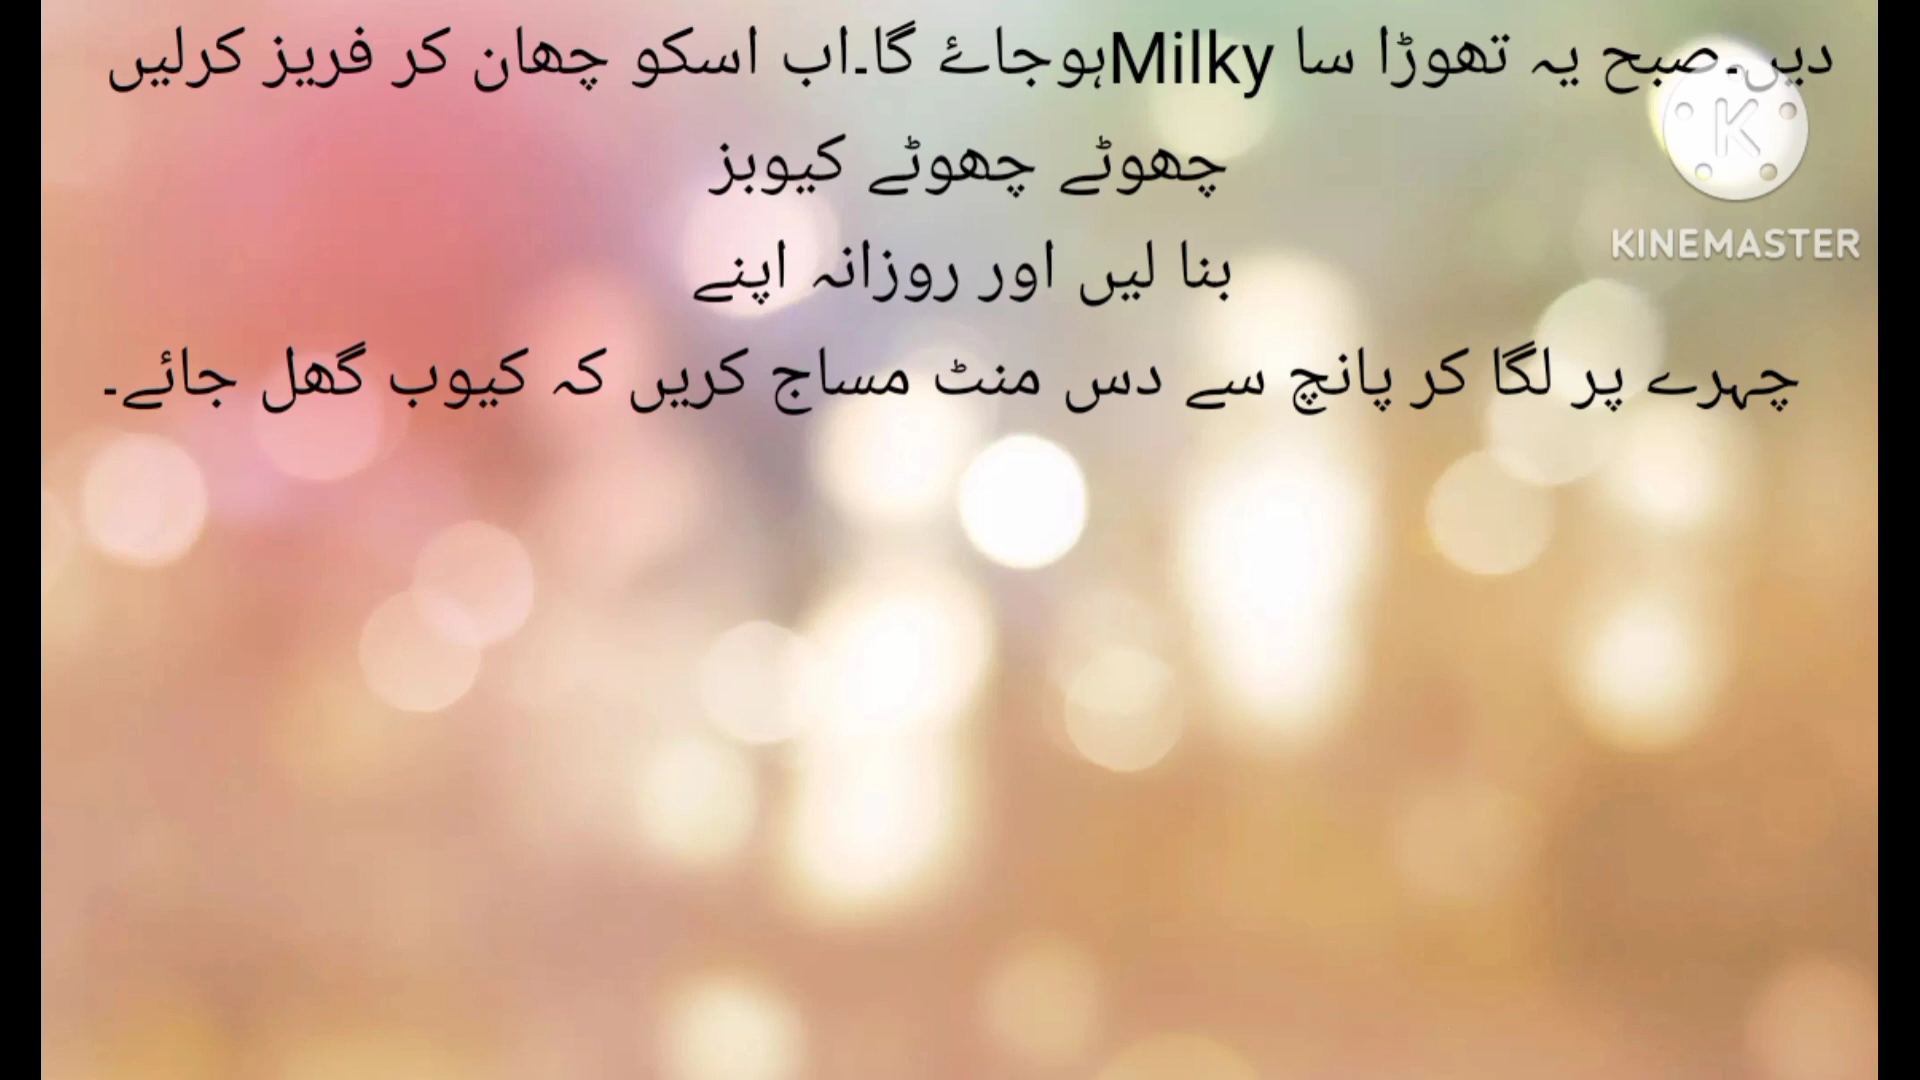 دیں۔صبح یہ تھوڑا سا Milkyہوجاۓ گا۔اب اسکو چھان کر فریز کرلیں
چھوٹے چھوٹے کیوبز
بنا لیں اور روزانہ اپنے
چہرے پر لگا کر پانچ سے دس منٹ مساج کریں کہ کیوب گھل جائے۔
K
KINEMASTER